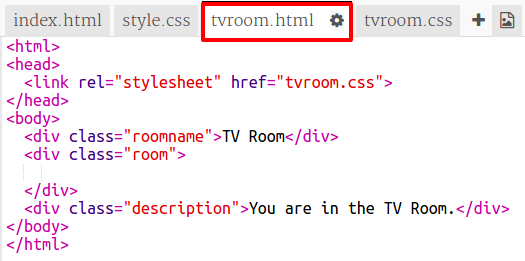 index.html style.css tvroom.html tvroom.css
<html>
<head>
  <link rel="stylesheet" href="tvroom.css">
</head>
<body>
  <div class="roomname">TV Room</div>
  <div class="room">

  </div>
  <div class="description">You are in the TV Room.</div>
</body>
</html>